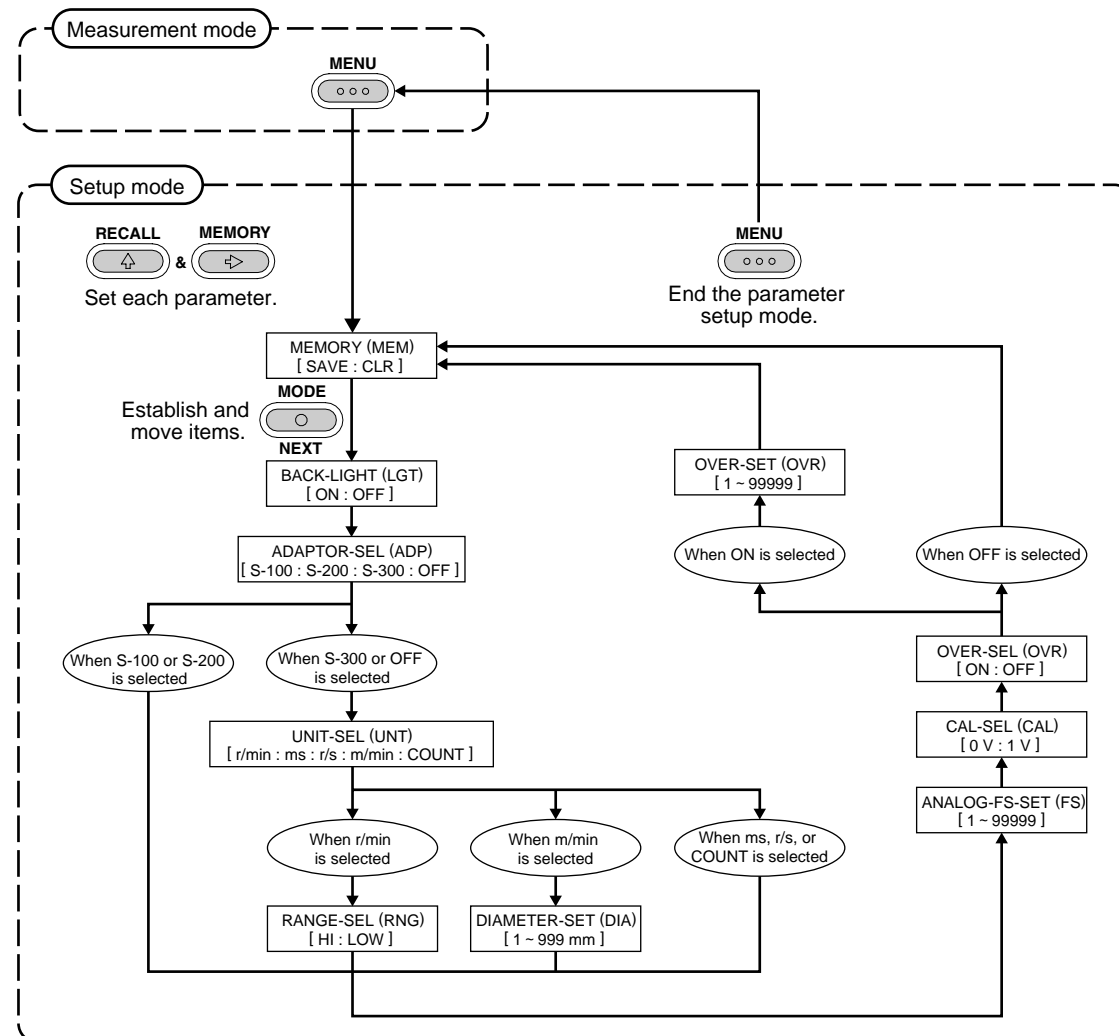 Measurement mode
MENU
Setup mode
RECALL
&
MEMORY
Set each parameter.
MENU
End the parameter
setup mode.
MEMORY (MEM)
[ SAVE : CLR ]
Establish and
move items.
MODE
NEXT
BACK-LIGHT (LGT)
[ ON : OFF ]
ADAPTOR-SEL (ADP)
[ S-100 : S-200 : S-300 : OFF ]
When S-100 or S-200
is selected
When S-300 or OFF
is selected
UNIT-SEL (UNT)
[ r/min : ms : r/s : m/min : COUNT ]
When r/min
is selected
When m/min
is selected
When ms, r/s, or
COUNT is selected
RANGE-SEL (RNG)
[ HI : LOW ]
DIAMETER-SET (DIA)
[ 1 ~ 999 mm ]
OVER-SET (OVR)
[ 1 ~ 99999 ]
When ON is selected
When OFF is selected
OVER-SEL (OVR)
[ ON : OFF ]
CAL-SEL (CAL)
[ 0 V : 1 V ]
ANALOG-FS-SET (FS)
[ 1 ~ 99999 ]